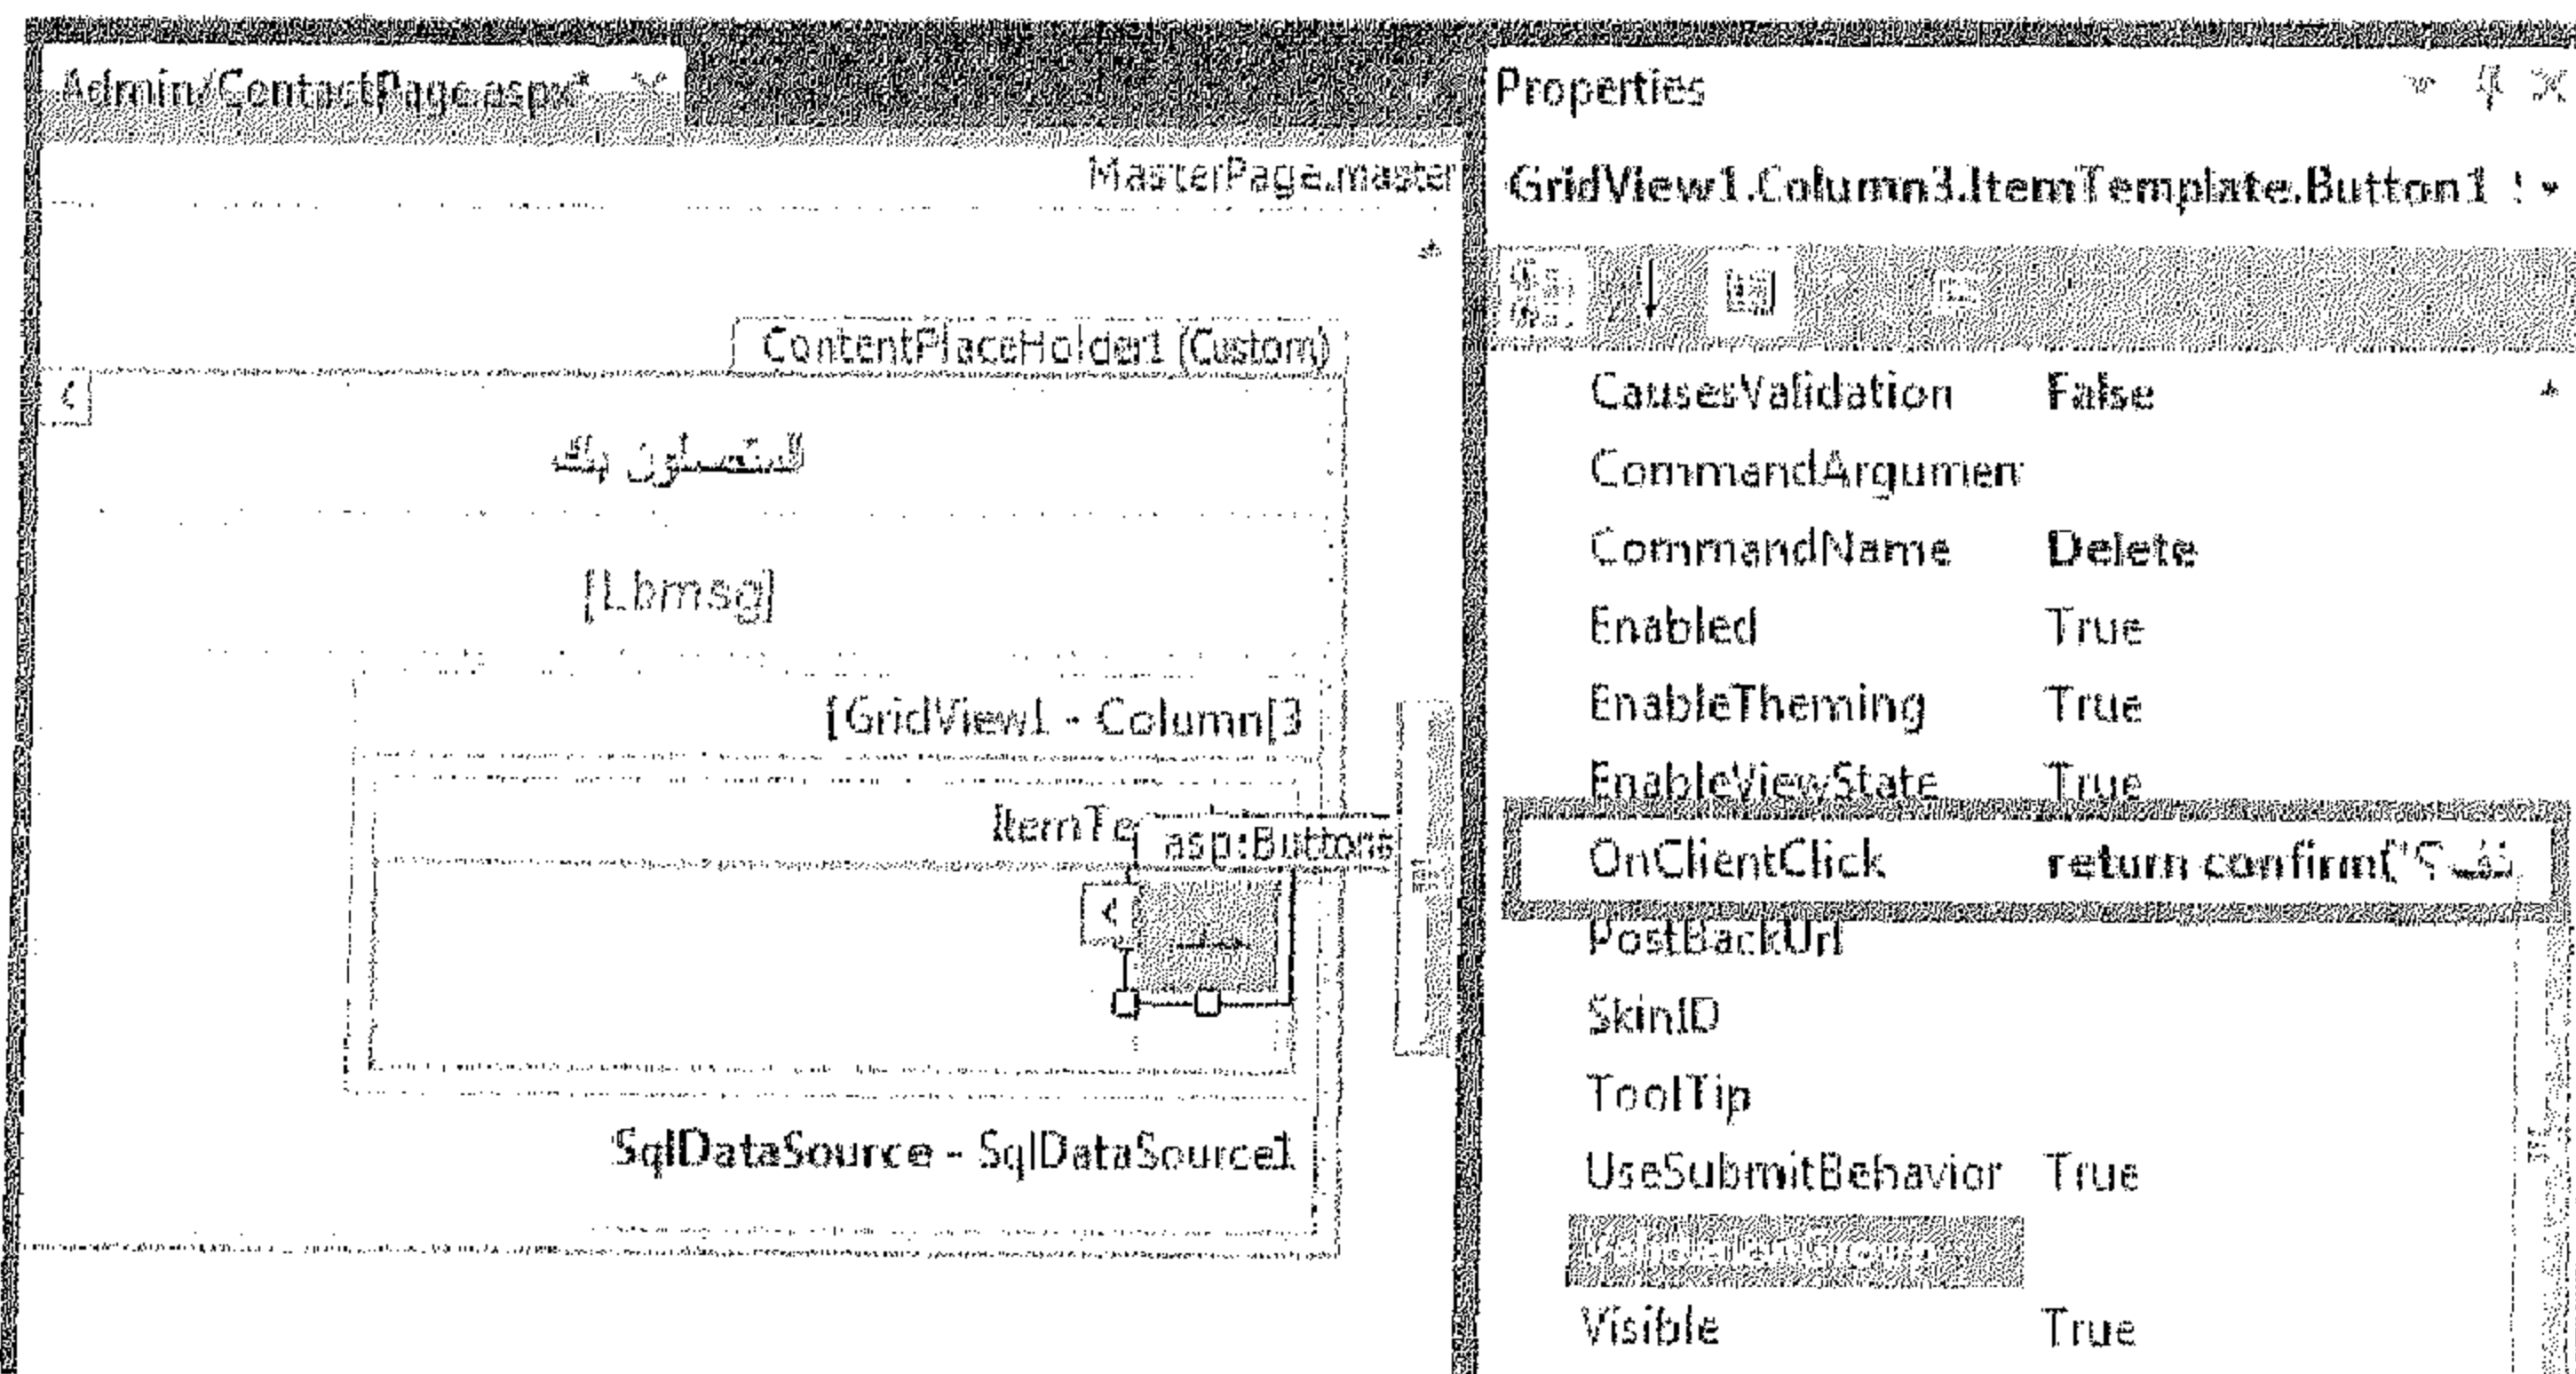 Admin/ContactPage.aspx*
MasterPage.master
ContentPlaceHolder1 (Custom)
المتصلون بك
[Lbmsg]
[GridView1 - Column[3
ItemTe
asp:Button
SqlDataSource - SqlDataSource1
Properties
GridView1.Column3.ItemTemplate.Button1
CausesValidation False
CommandArgumen
CommandName Delete
Enabled True
EnableTheming True
EnableViewState True
OnClientClick return confirm('؟
PostBackUrl
SkinID
ToolTip
UseSubmitBehavior True
ValidationGroup
Visible True